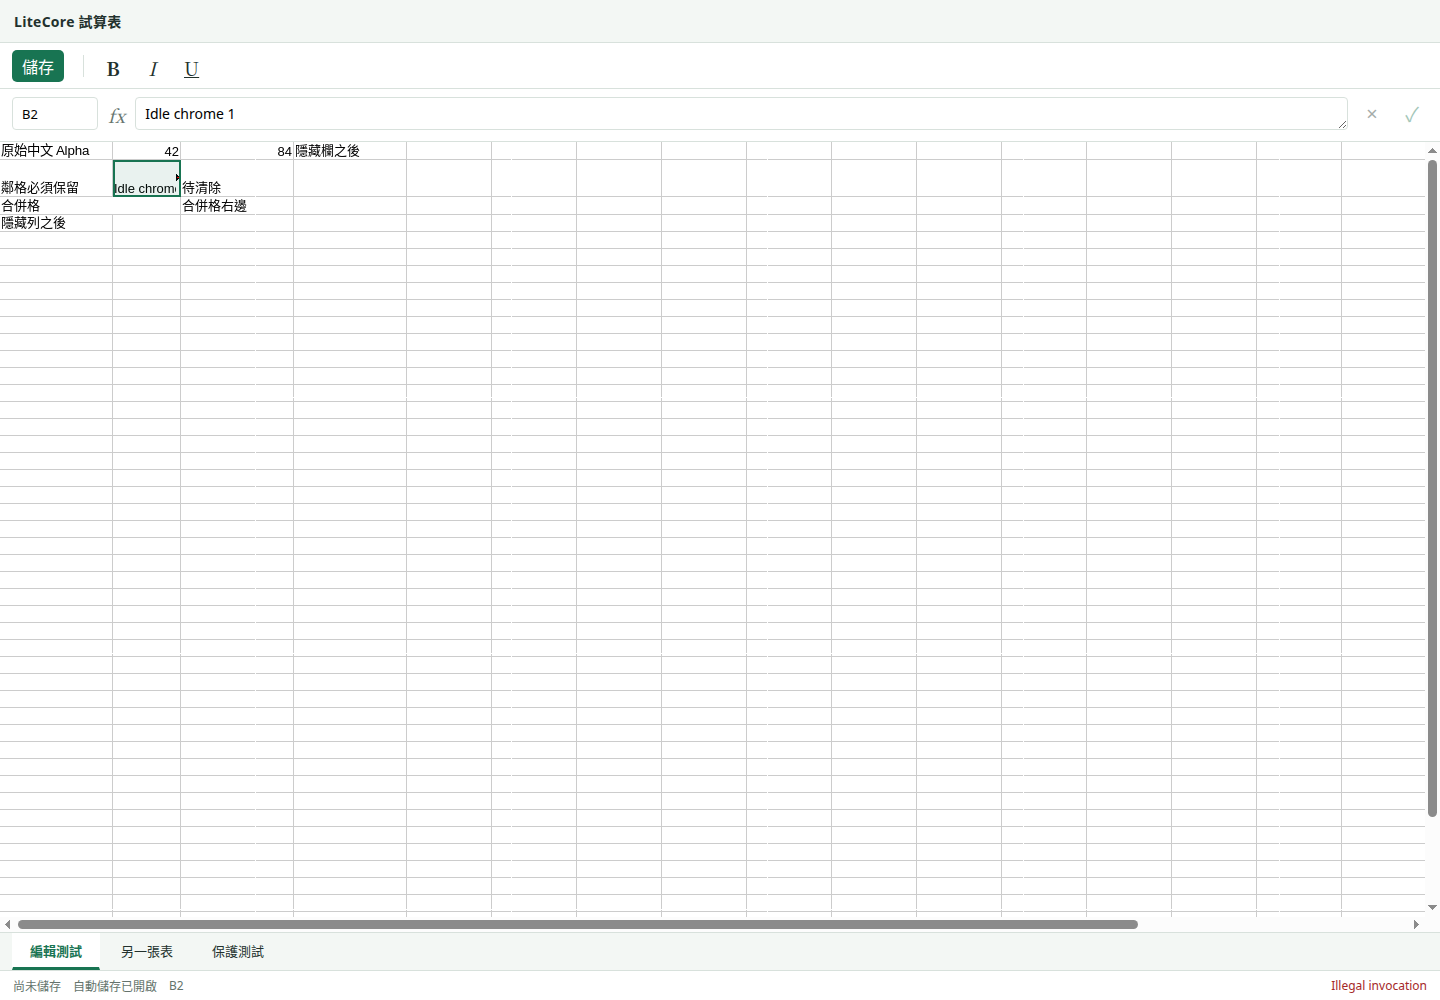 LiteCore 試算表
儲存 B I U
B2 fx Idle chrome 1 × ✓
原始中文 Alpha 42 84 隱藏欄之後
鄰格必須保留 Idle chrom 待清除
合併格 合併格右邊
隱藏列之後
編輯測試 另一張表 保護測試
尚未儲存 自動儲存已開啟 B2 Illegal invocation